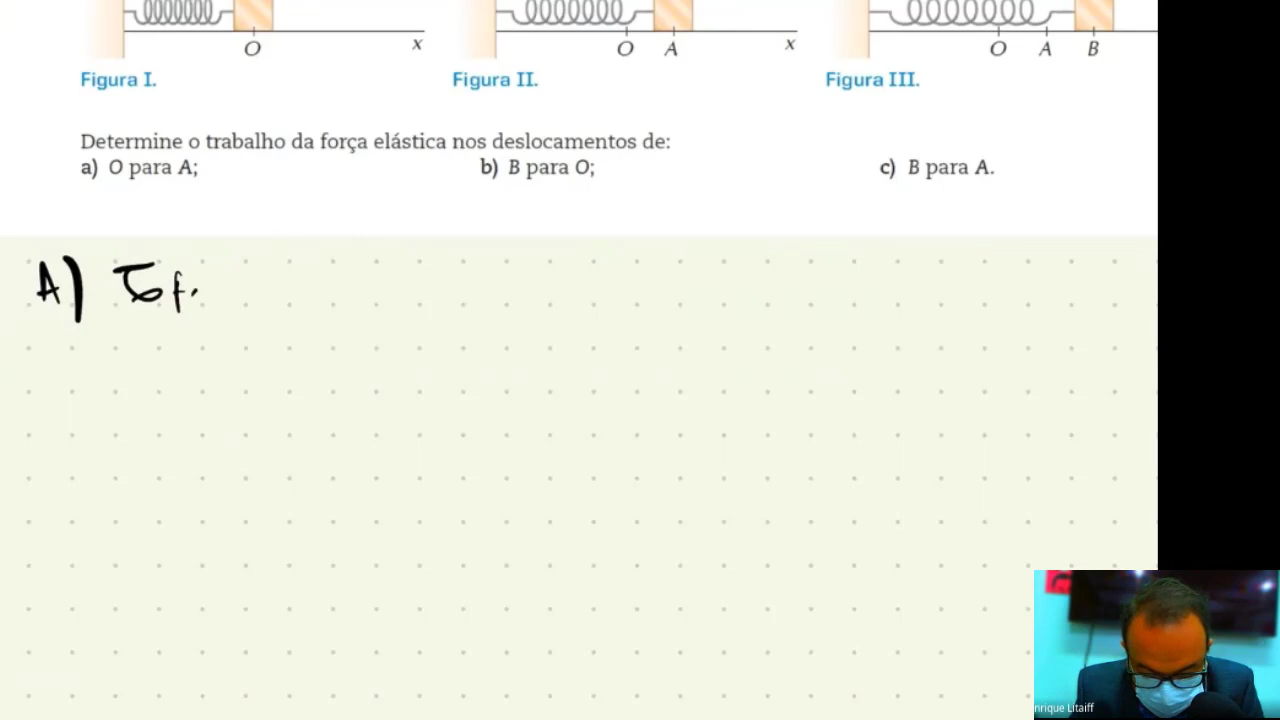 O x O A x O A B
Figura I. Figura II. Figura III.
Determine o trabalho da força elástica nos deslocamentos de:
a) O para A; b) B para O; c) B para A.
A) τf.
nrique Litaiff